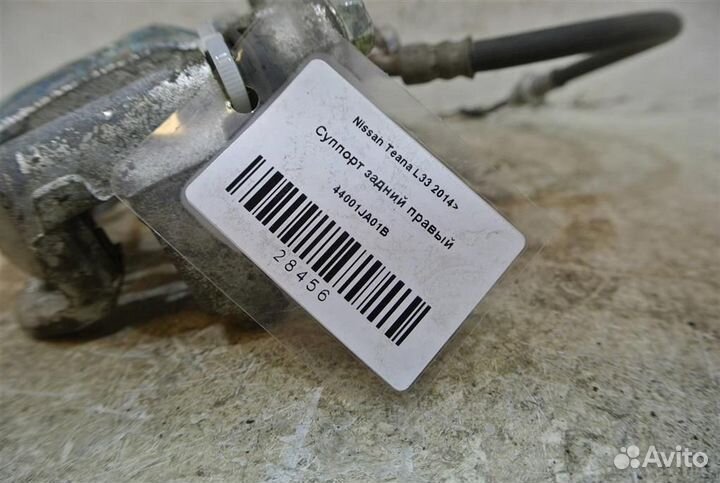 Nissan Teana L33 2014>
Суппорт задний правый
44001JA01B
28456
Avito